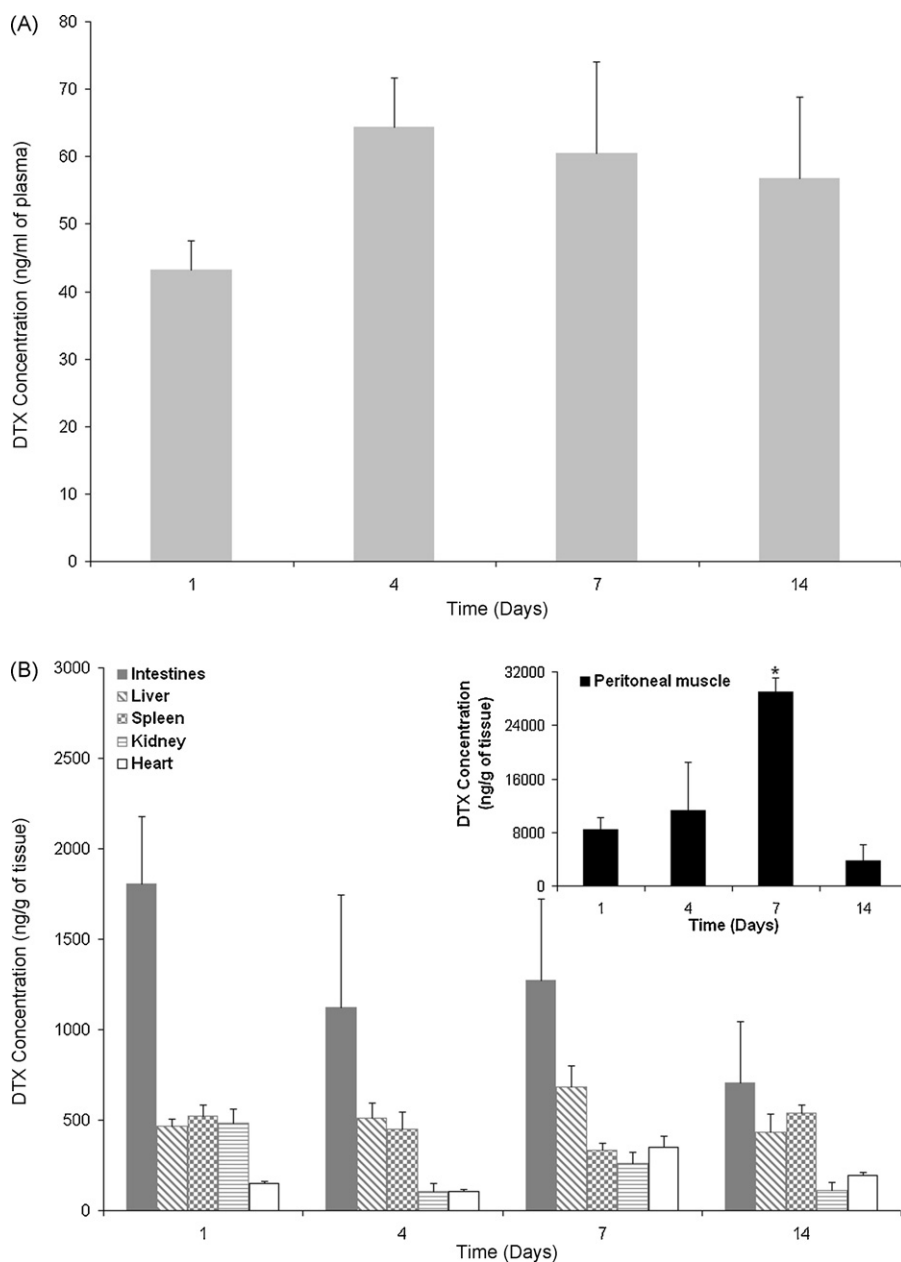 (A)
80
70
60
50
40
30
20
10
0
DTX Concentration (ng/ml of plasma)
1 4 7 14
Time (Days)
(B)
3000
2500
2000
1500
1000
500
0
DTX Concentration (ng/g of tissue)
Intestines
Liver
Spleen
Kidney
Heart
1 4 7 14
Time (Days)
32000
24000
16000
8000
0
DTX Concentration
(ng/g of tissue)
Peritoneal muscle
*
1 4 7 14
Time (Days)